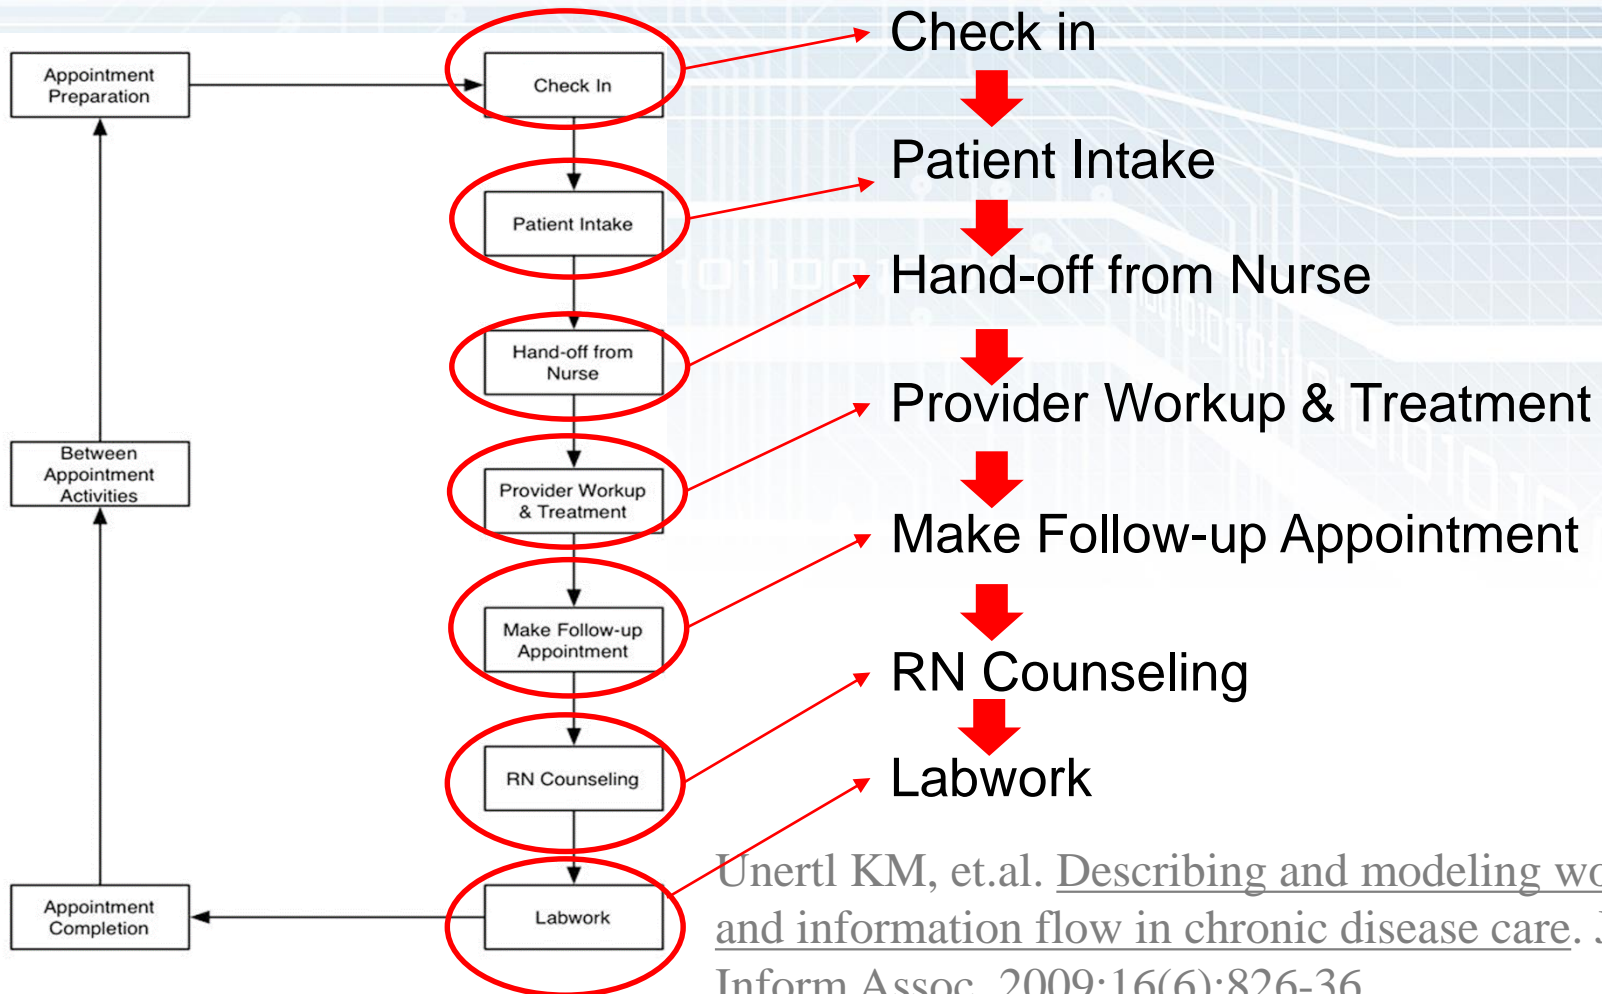 Appointment
Preparation
Check In
Patient Intake
Hand-off from
Nurse
Provider Workup
& Treatment
Make Follow-up
Appointment
RN Counseling
Labwork
Appointment
Completion
Between
Appointment
Activities
Check in
Patient Intake
Hand-off from Nurse
Provider Workup & Treatment
Make Follow-up Appointment
RN Counseling
Labwork
Unertl KM, et.al. Describing and modeling wo
and information flow in chronic disease care. J
Inform Assoc. 2009;16(6):826-36